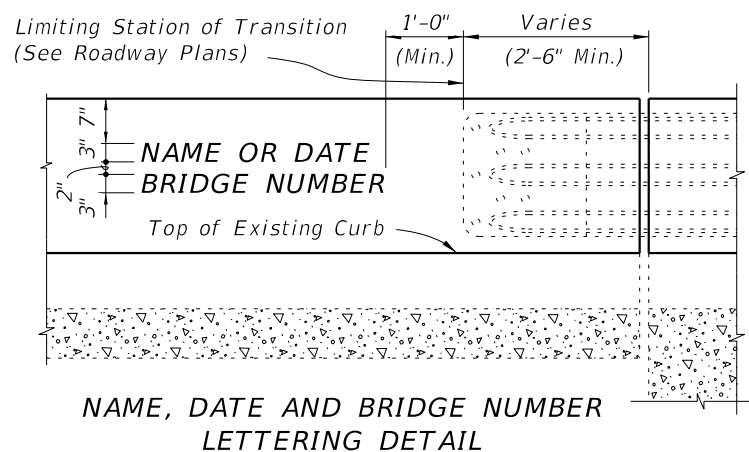 Limiting Station of Transition
(See Roadway Plans)
1'-0"
(Min.)
Varies
(2'-6" Min.)
7"
3"
2"
3"
NAME OR DATE
BRIDGE NUMBER
Top of Existing Curb
NAME, DATE AND BRIDGE NUMBER
LETTERING DETAIL